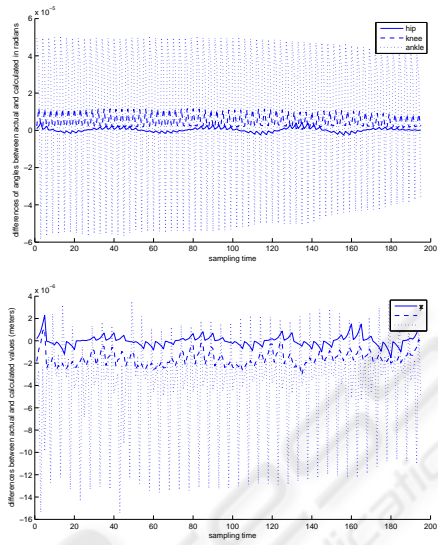 x 10^-5
6
4
2
0
−2
−4
−6
0 20 40 60 80 100 120 140 160 180 200
differences of angles between actual and calculated in radians
sampling time
hip
knee
ankle
4
2
0
−2
−4
−6
−8
−10
−12
−14
−16
0 20 40 60 80 100 120 140 160 180 200
differences between actual and calculated values (meters)
sampling time